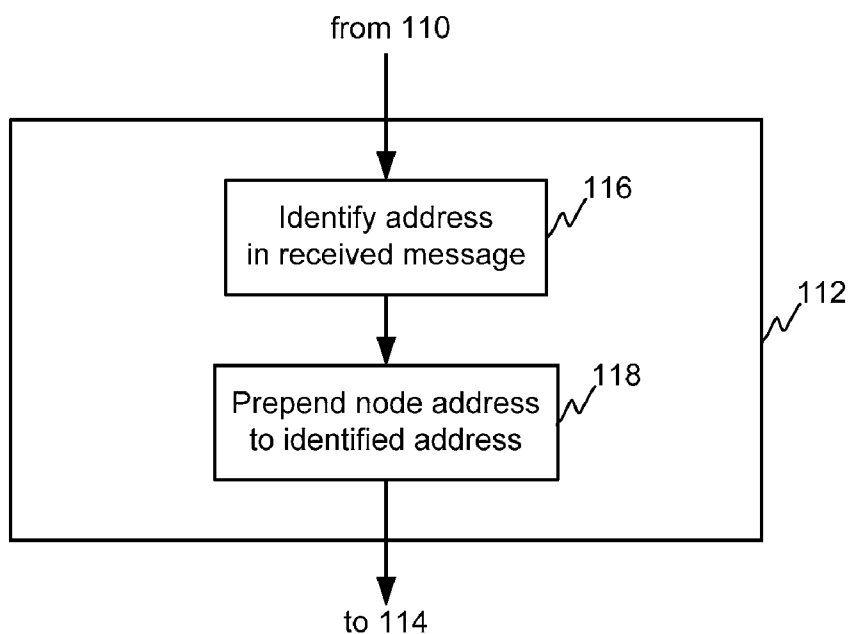 from 110
Identify address
in received message
116
112
Prepend node address
to identified address
118
to 114